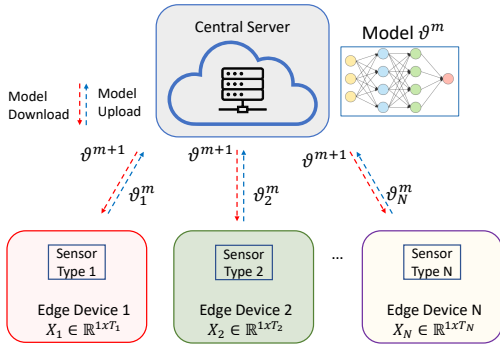 Central Server
Model ϑ^m
Model Download
Model Upload
ϑ^{m+1}
ϑ_1^m
ϑ^{m+1}
ϑ_2^m
ϑ^{m+1}
ϑ_N^m
Sensor
Type 1
Edge Device 1
X_1 ∈ ℝ^{1xT_1}
Sensor
Type 2
Edge Device 2
X_2 ∈ ℝ^{1xT_2}
...
Sensor
Type N
Edge Device N
X_N ∈ ℝ^{1xT_N}